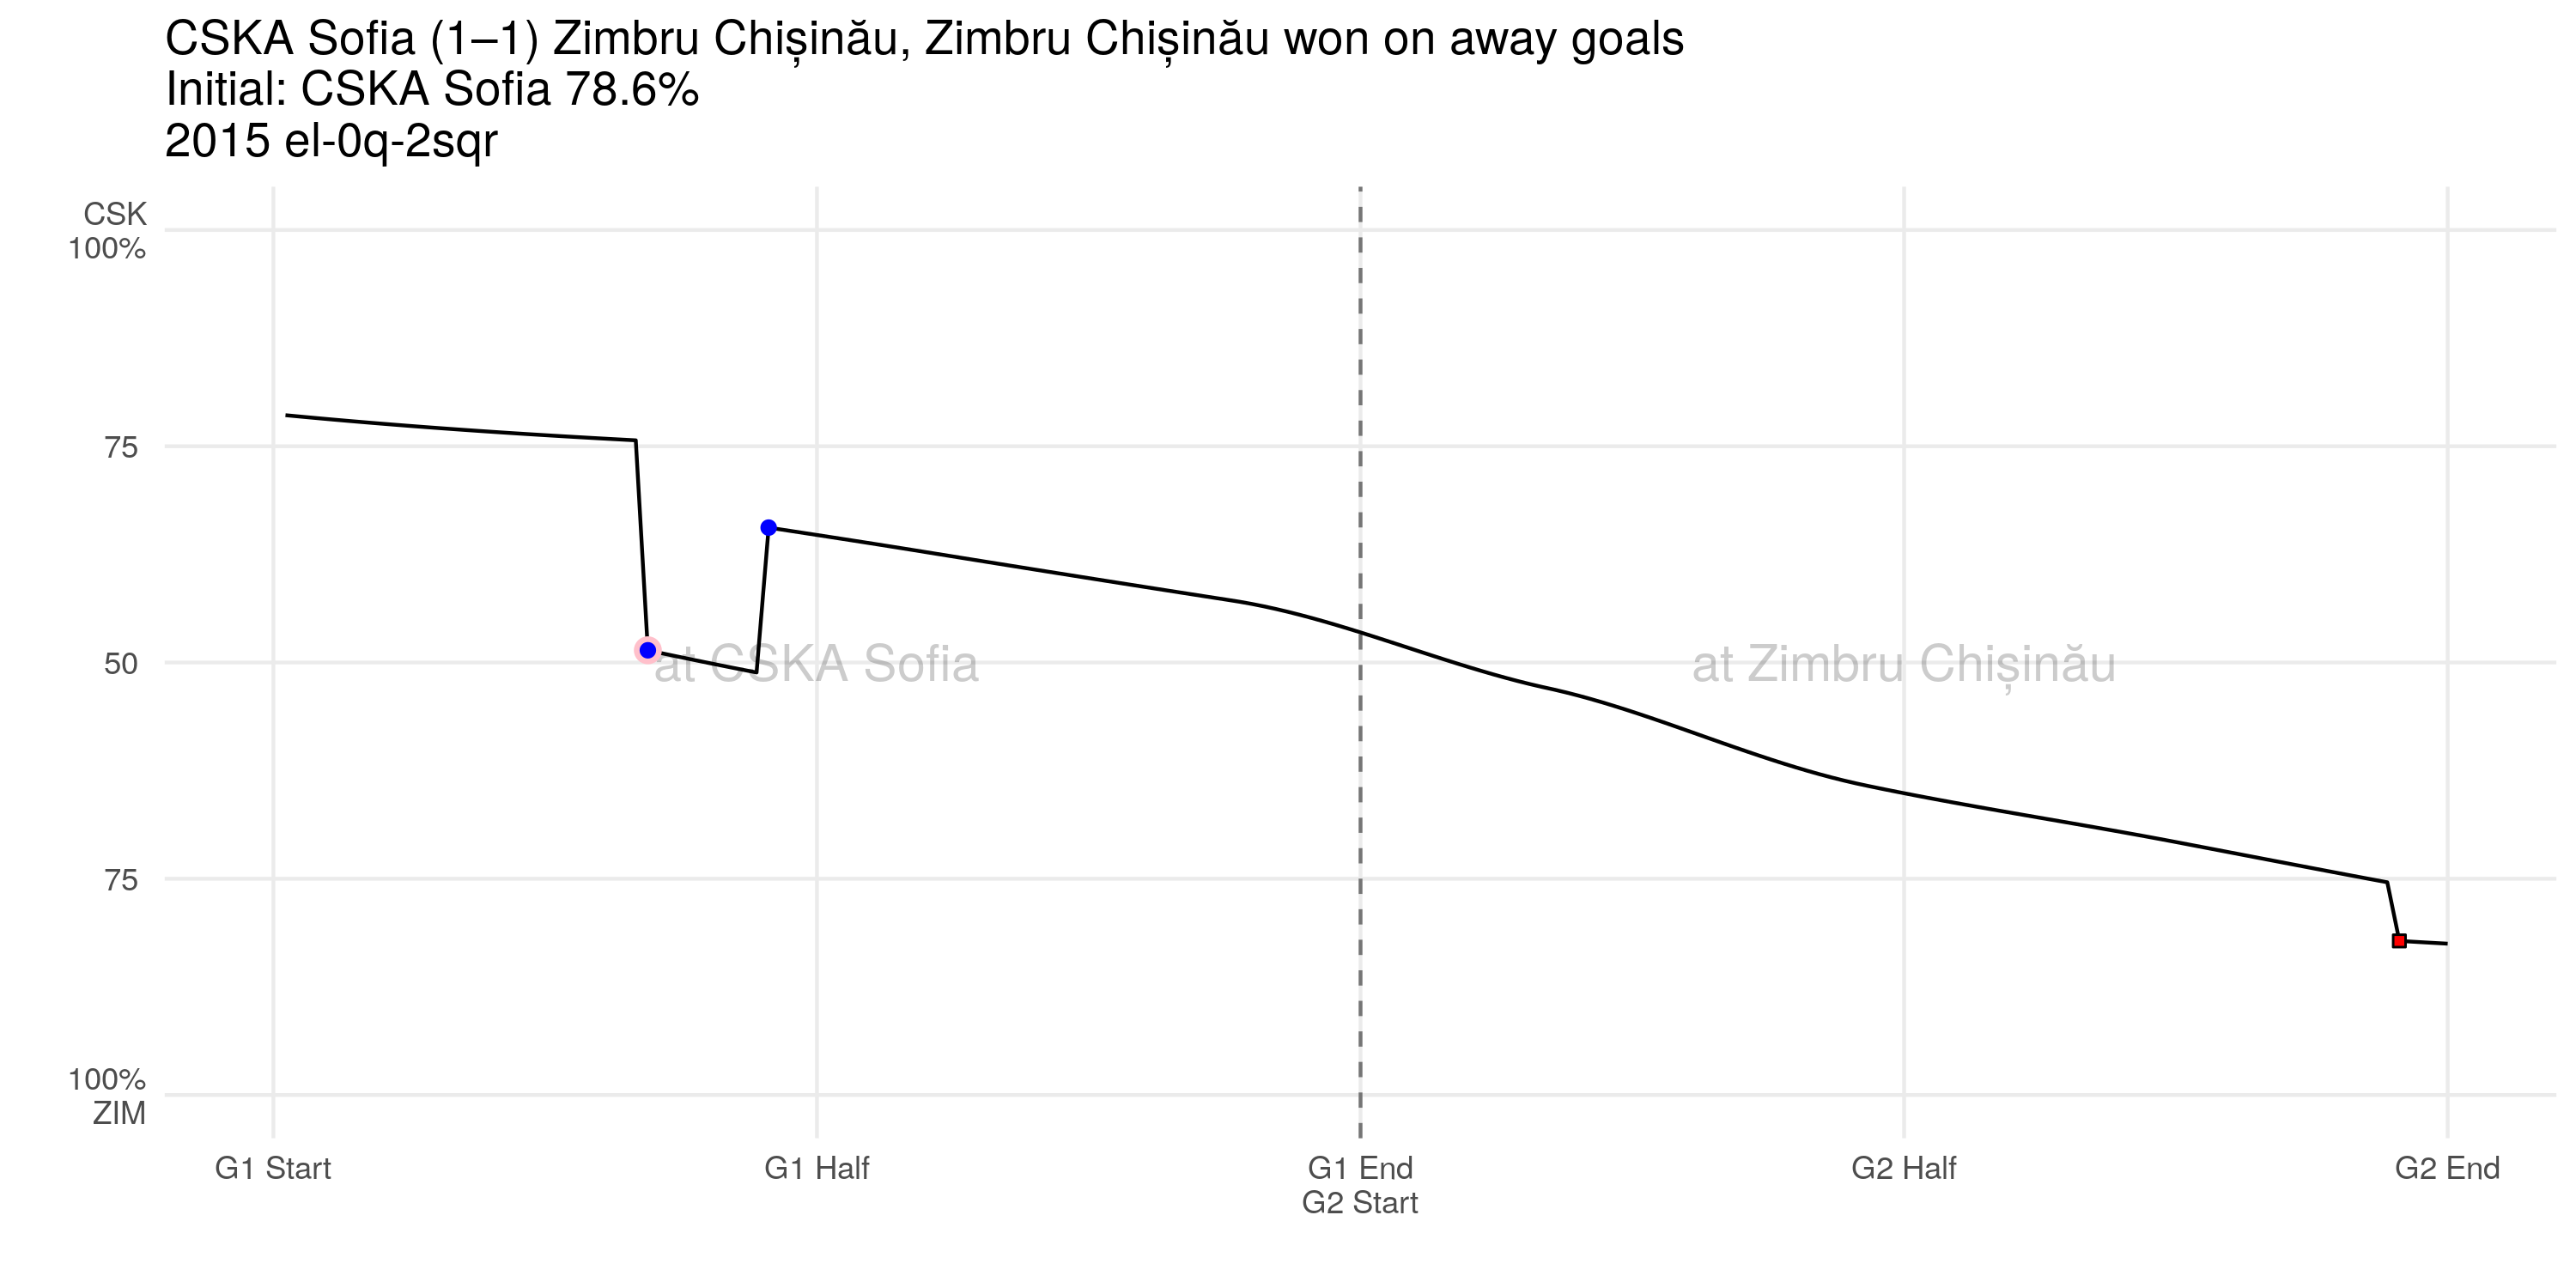 CSKA Sofia (1–1) Zimbru Chișinău, Zimbru Chișinău won on away goals
Initial: CSKA Sofia 78.6%
2015 el-0q-2sqr
CSK
100%
75
50
75
100%
ZIM
at CSKA Sofia
at Zimbru Chișinău
G1 Start
G1 Half
G1 End
G2 Start
G2 Half
G2 End